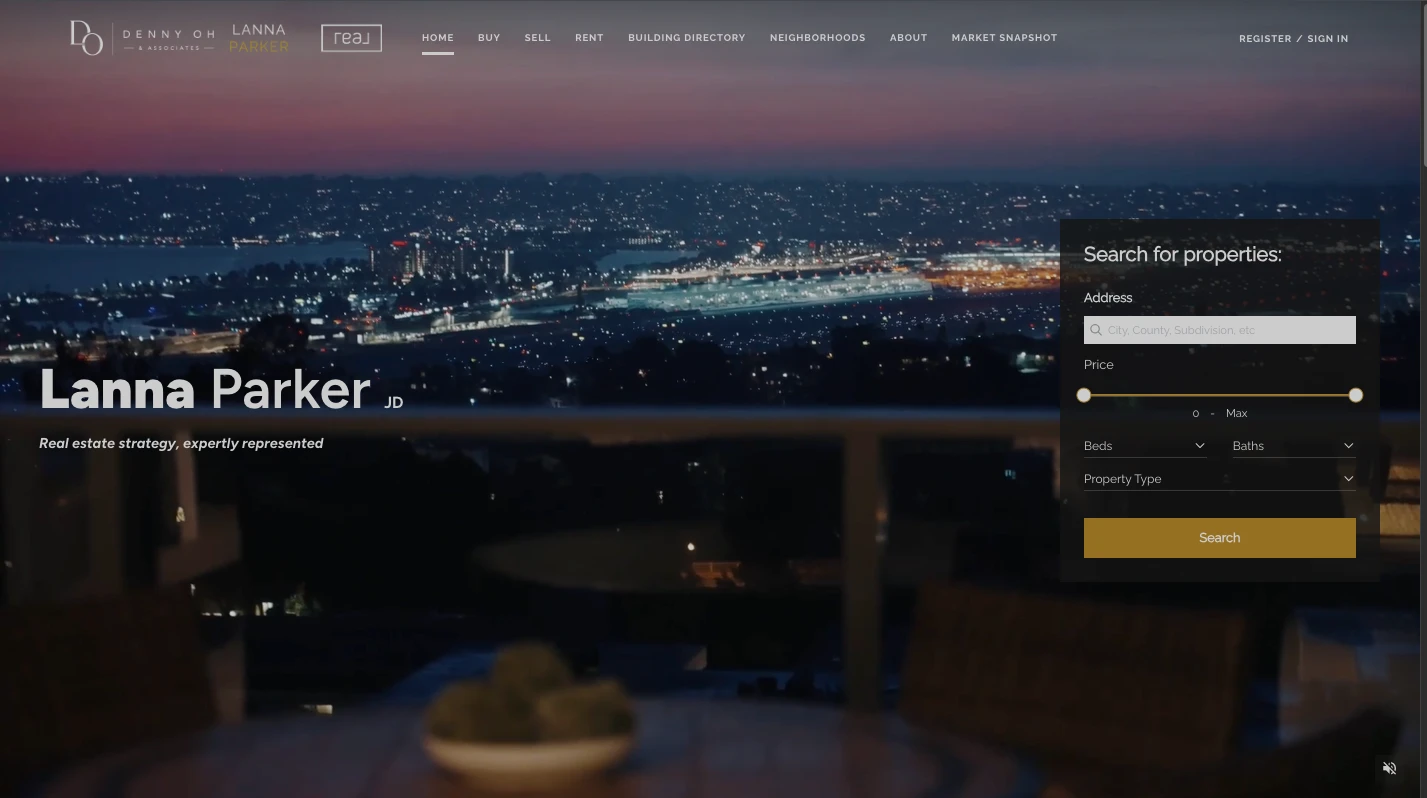 DO DENNY OH
& ASSOCIATES
LANNA
PARKER
real
HOME BUY SELL RENT BUILDING DIRECTORY NEIGHBORHOODS ABOUT MARKET SNAPSHOT
REGISTER / SIGN IN
Lanna Parker JD
Real estate strategy, expertly represented
Search for properties:
Address
City, County, Subdivision, etc
Price
0 - Max
Beds Baths
Property Type
Search